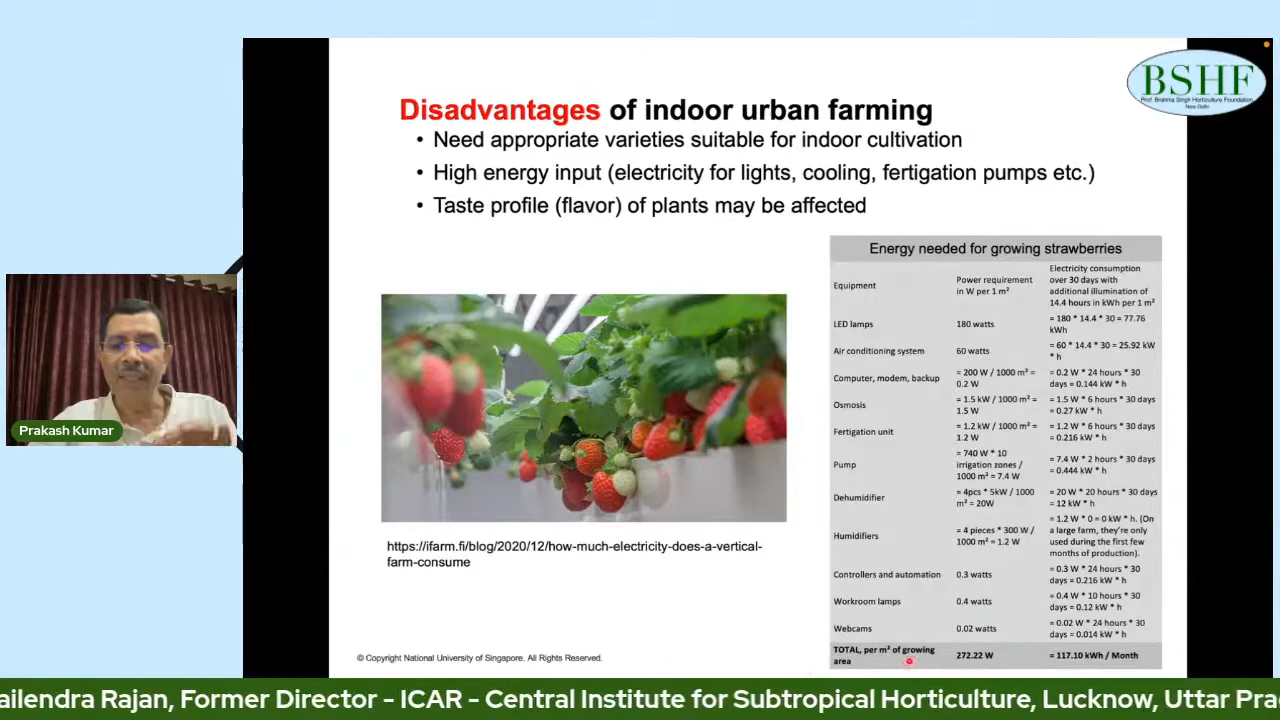 BSHF
Prof. Brahma Singh Horticulture Foundation
New Delhi
Disadvantages of indoor urban farming
• Need appropriate varieties suitable for indoor cultivation
• High energy input (electricity for lights, cooling, fertigation pumps etc.)
• Taste profile (flavor) of plants may be affected
Prakash Kumar
https://ifarm.fi/blog/2020/12/how-much-electricity-does-a-vertical-
farm-consume
Energy needed for growing strawberries
Equipment
Power requirement
in W per 1 m²
Electricity consumption
over 30 days with
additional illumination of
14.4 hours in kWh per 1 m²
LED lamps
180 watts
= 180 * 14.4 * 30 = 77.76
kWh
Air conditioning system
60 watts
= 60 * 14.4 * 30 = 25.92 kW
* h
Computer, modem, backup
= 200 W / 1000 m² =
0.2 W
= 0.2 W * 24 hours * 30
days = 0.144 kW * h
Osmosis
= 1.5 kW / 1000 m² =
1.5 W
= 1.5 W * 6 hours * 30 days
= 0.27 kW * h
Fertigation unit
= 1.2 kW / 1000 m² =
1.2 W
= 1.2 W * 6 hours * 30 days
= 0.216 kW * h
Pump
= 740 W * 10
irrigation zones /
1000 m² = 7.4 W
= 7.4 W * 2 hours * 30 days
= 0.444 kW * h
Dehumidifier
= 4pcs * 5kW / 1000
m² = 20W
= 20 W * 20 hours * 30 days
= 12 kW * h
Humidifiers
= 4 pieces * 300 W /
1000 m² = 1.2 W
= 1.2 W * 0 = 0 kW * h. (On
a large farm, they're only
used during the first few
months of production).
Controllers and automation
0.3 watts
= 0.3 W * 24 hours * 30
days = 0.216 kW * h
Workroom lamps
0.4 watts
= 0.4 W * 10 hours * 30
days = 0.12 kW * h
Webcams
0.02 watts
= 0.02 W * 24 hours * 30
days = 0.014 kW * h
TOTAL, per m² of growing
area
272.22 W
= 117.10 kWh / Month
© Copyright National University of Singapore. All Rights Reserved.
ailendra Rajan, Former Director - ICAR - Central Institute for Subtropical Horticulture, Lucknow, Uttar Pra